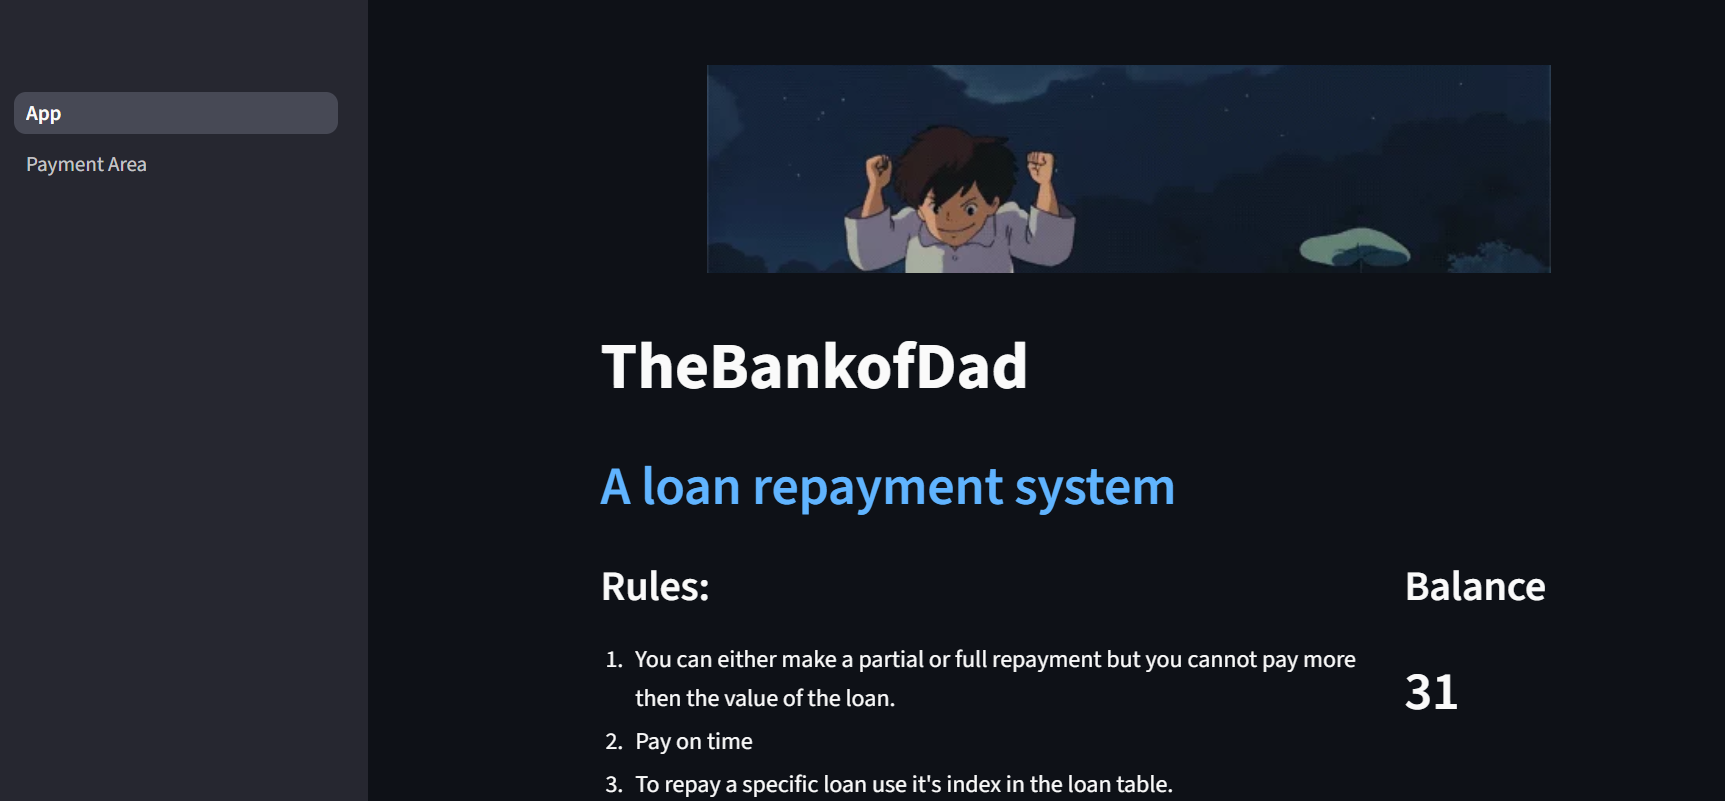 App
Payment Area
TheBankofDad
A loan repayment system
Rules:
1. You can either make a partial or full repayment but you cannot pay more
then the value of the loan.
2. Pay on time
3. To repay a specific loan use it's index in the loan table.
Balance
31